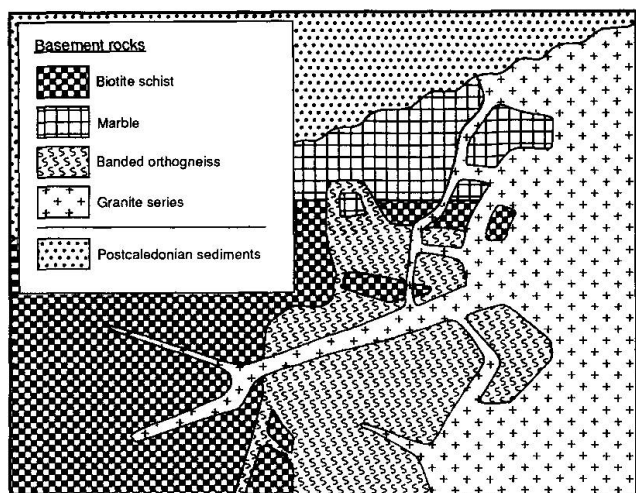 Basement rocks
Biotite schist
Marble
Banded orthogneiss
Granite series
Postcaledonian sediments